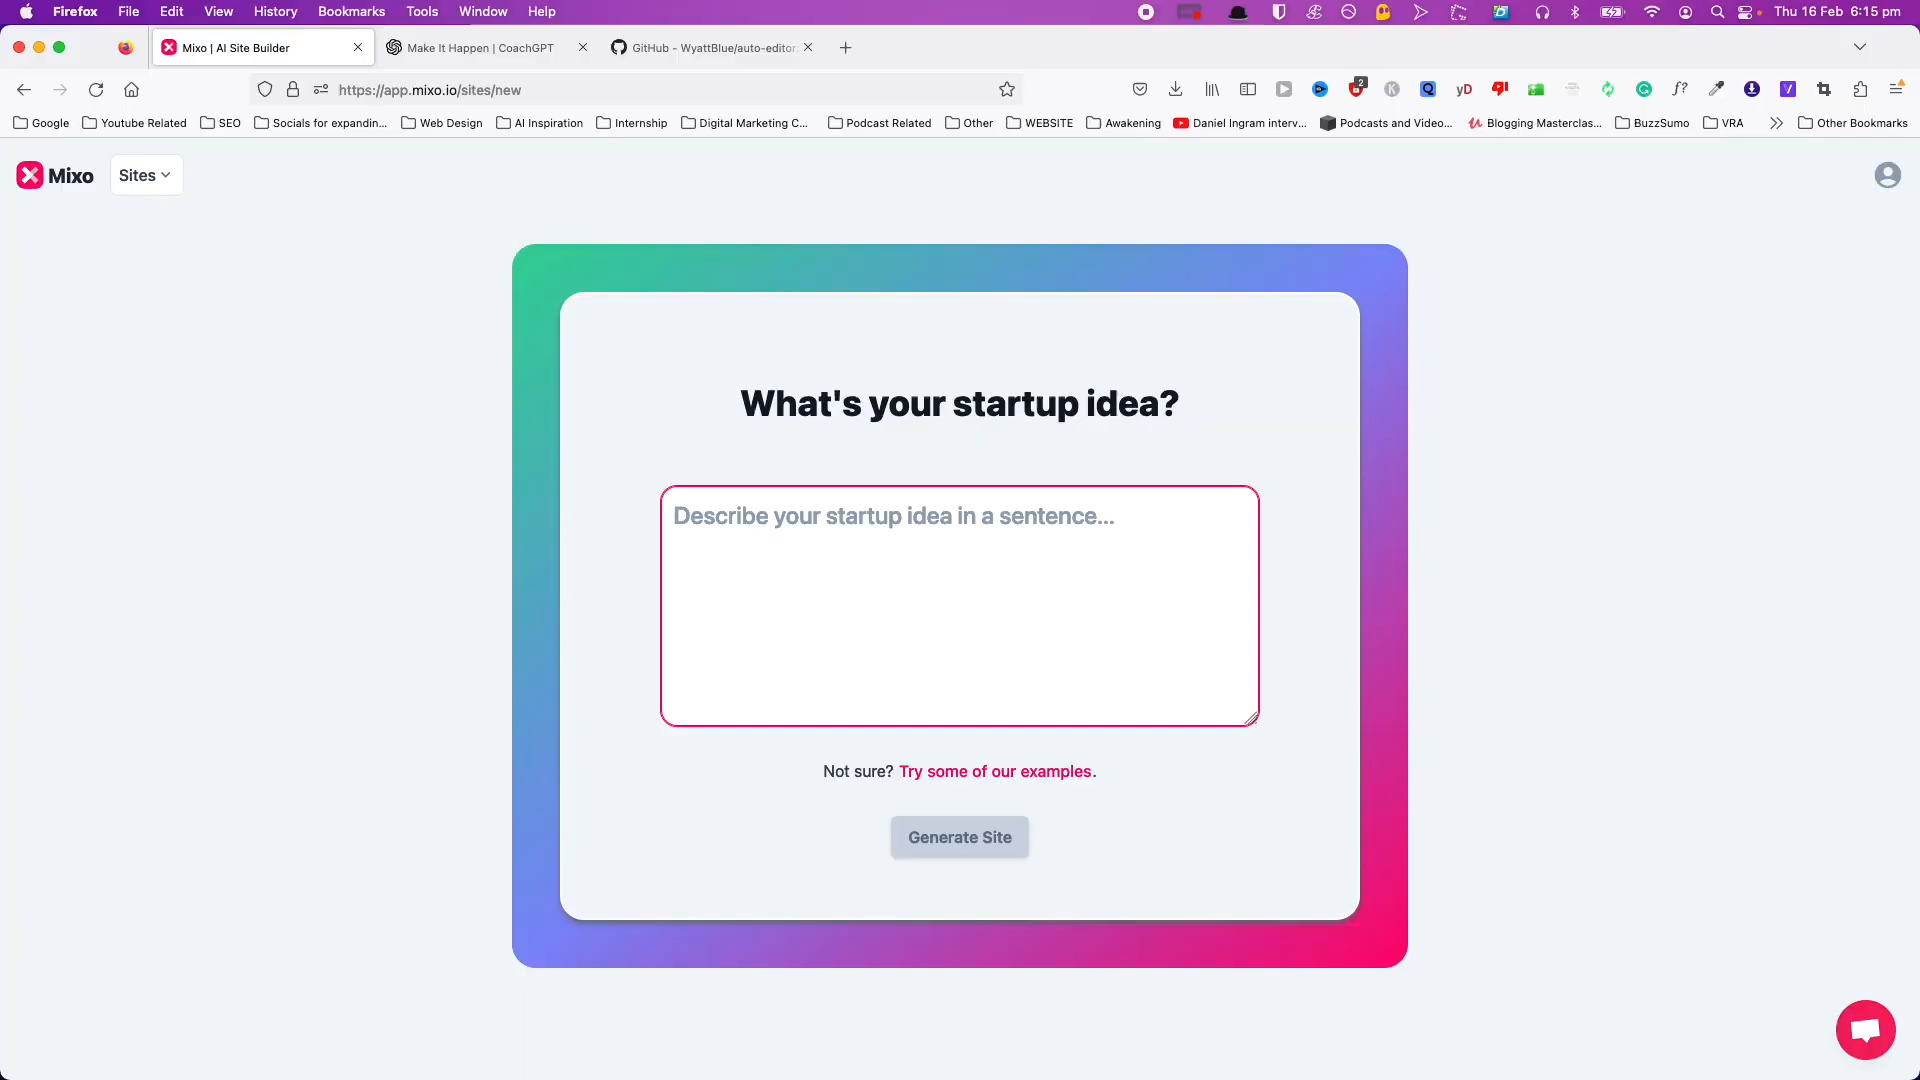 Firefox File Edit View History Bookmarks Tools Window Help Thu 16 Feb 6:15 pm
Mixo | AI Site Builder Make It Happen | CoachGPT GitHub - WyattBlue/auto-editor:
https://app.mixo.io/sites/new 2 yD f?
Google Youtube Related SEO Socials for expandin... Web Design AI Inspiration Internship Digital Marketing C... Podcast Related Other WEBSITE Awakening Daniel Ingram interv... Podcasts and Video... Blogging Masterclas... BuzzSumo VRA Other Bookmarks
Mixo Sites
What's your startup idea?
Describe your startup idea in a sentence...
Not sure? Try some of our examples.
Generate Site